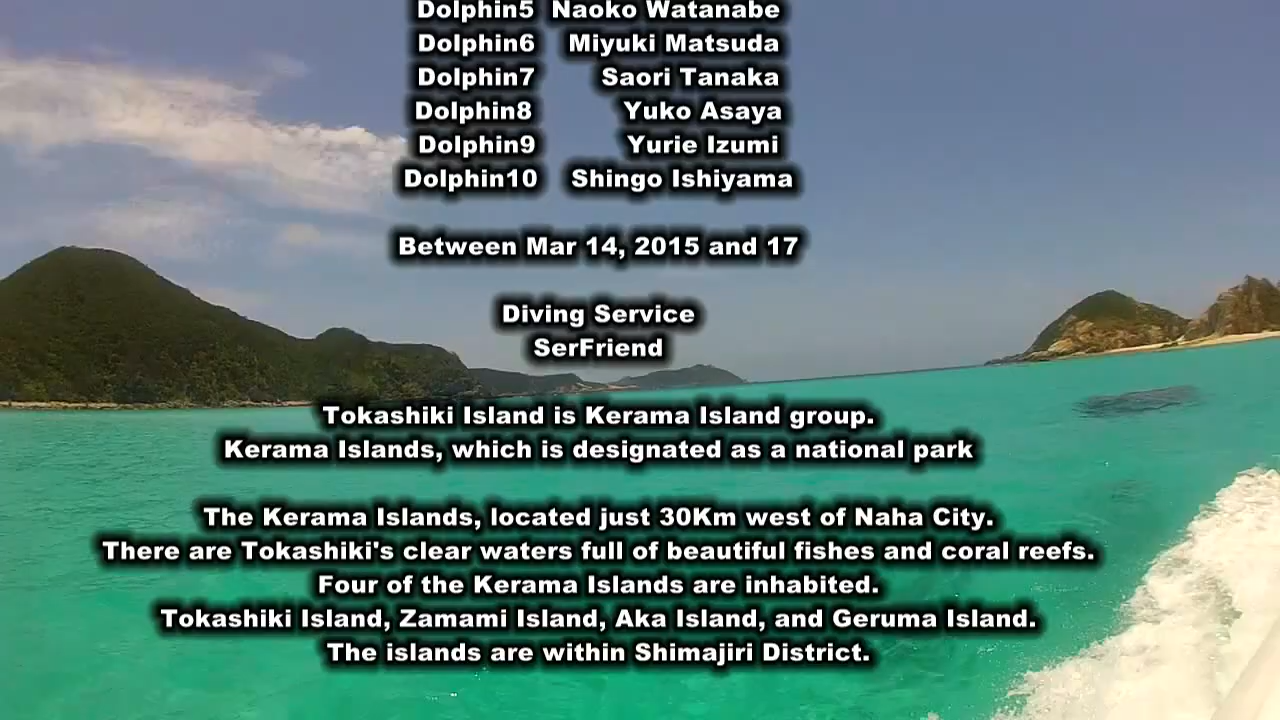 Dolphin5 Naoko Watanabe
Dolphin6 Miyuki Matsuda
Dolphin7 Saori Tanaka
Dolphin8 Yuko Asaya
Dolphin9 Yurie Izumi
Dolphin10 Shingo Ishiyama
Between Mar 14, 2015 and 17
Diving Service
SerFriend
Tokashiki Island is Kerama Island group.
Kerama Islands, which is designated as a national park
The Kerama Islands, located just 30Km west of Naha City.
There are Tokashiki's clear waters full of beautiful fishes and coral reefs.
Four of the Kerama Islands are inhabited.
Tokashiki Island, Zamami Island, Aka Island, and Geruma Island.
The islands are within Shimajiri District.